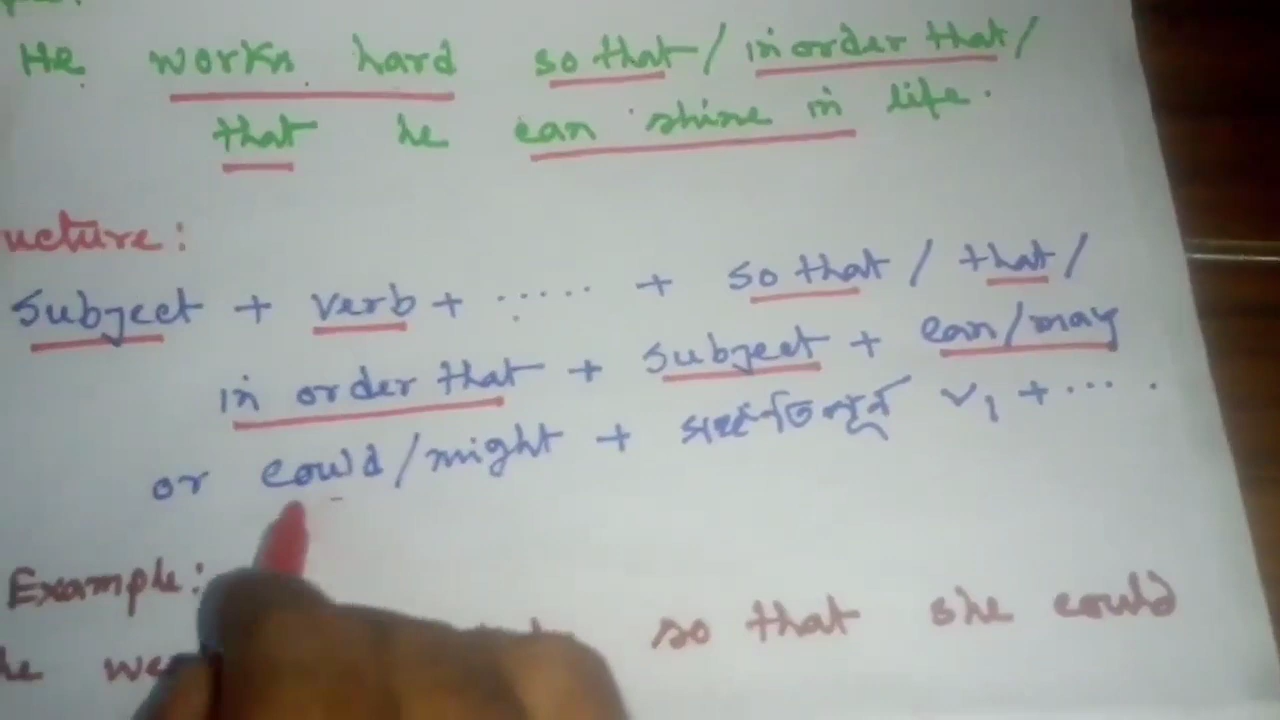 He works hard so that / in order that /
that he can shine in life.
ucture:
Subject + verb + ..... + so that / that /
in order that + subject + can/may
or could/might + V1 + ....
Example:
he so that she could